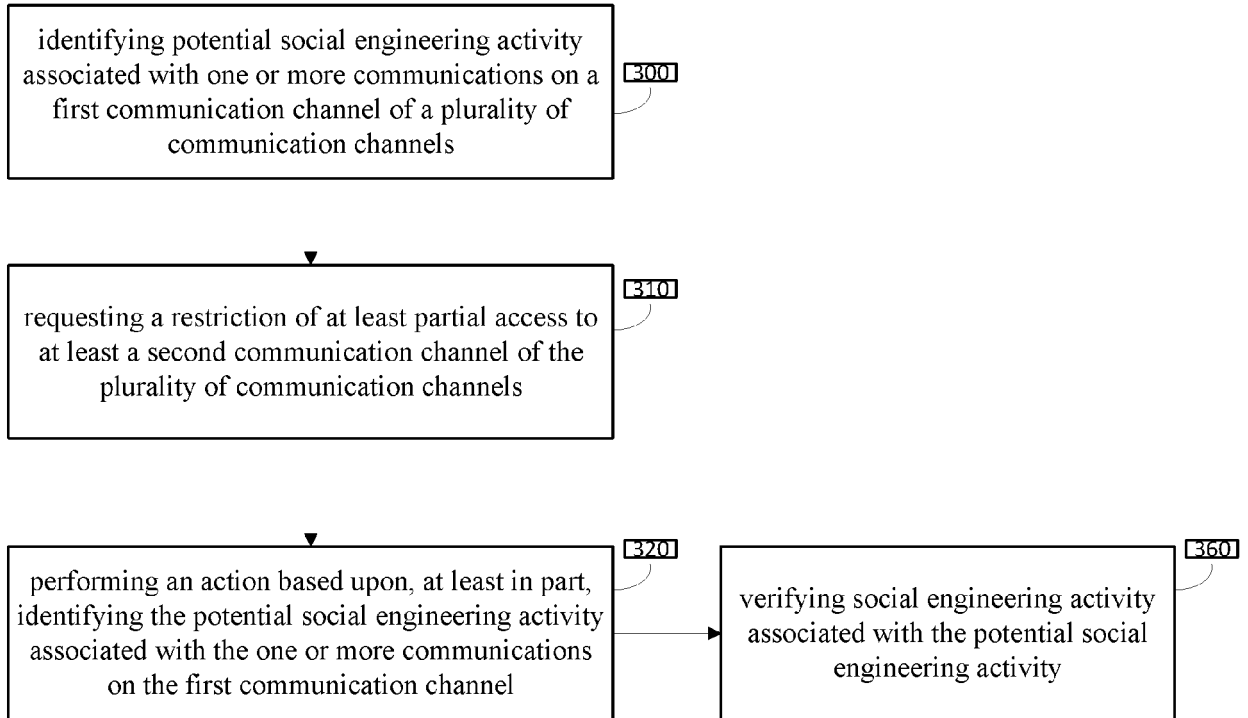 identifying potential social engineering activity
associated with one or more communications on a
first communication channel of a plurality of
communication channels
300
requesting a restriction of at least partial access to
at least a second communication channel of the
plurality of communication channels
310
performing an action based upon, at least in part,
identifying the potential social engineering activity
associated with the one or more communications
on the first communication channel
320
verifying social engineering activity
associated with the potential social
engineering activity
360